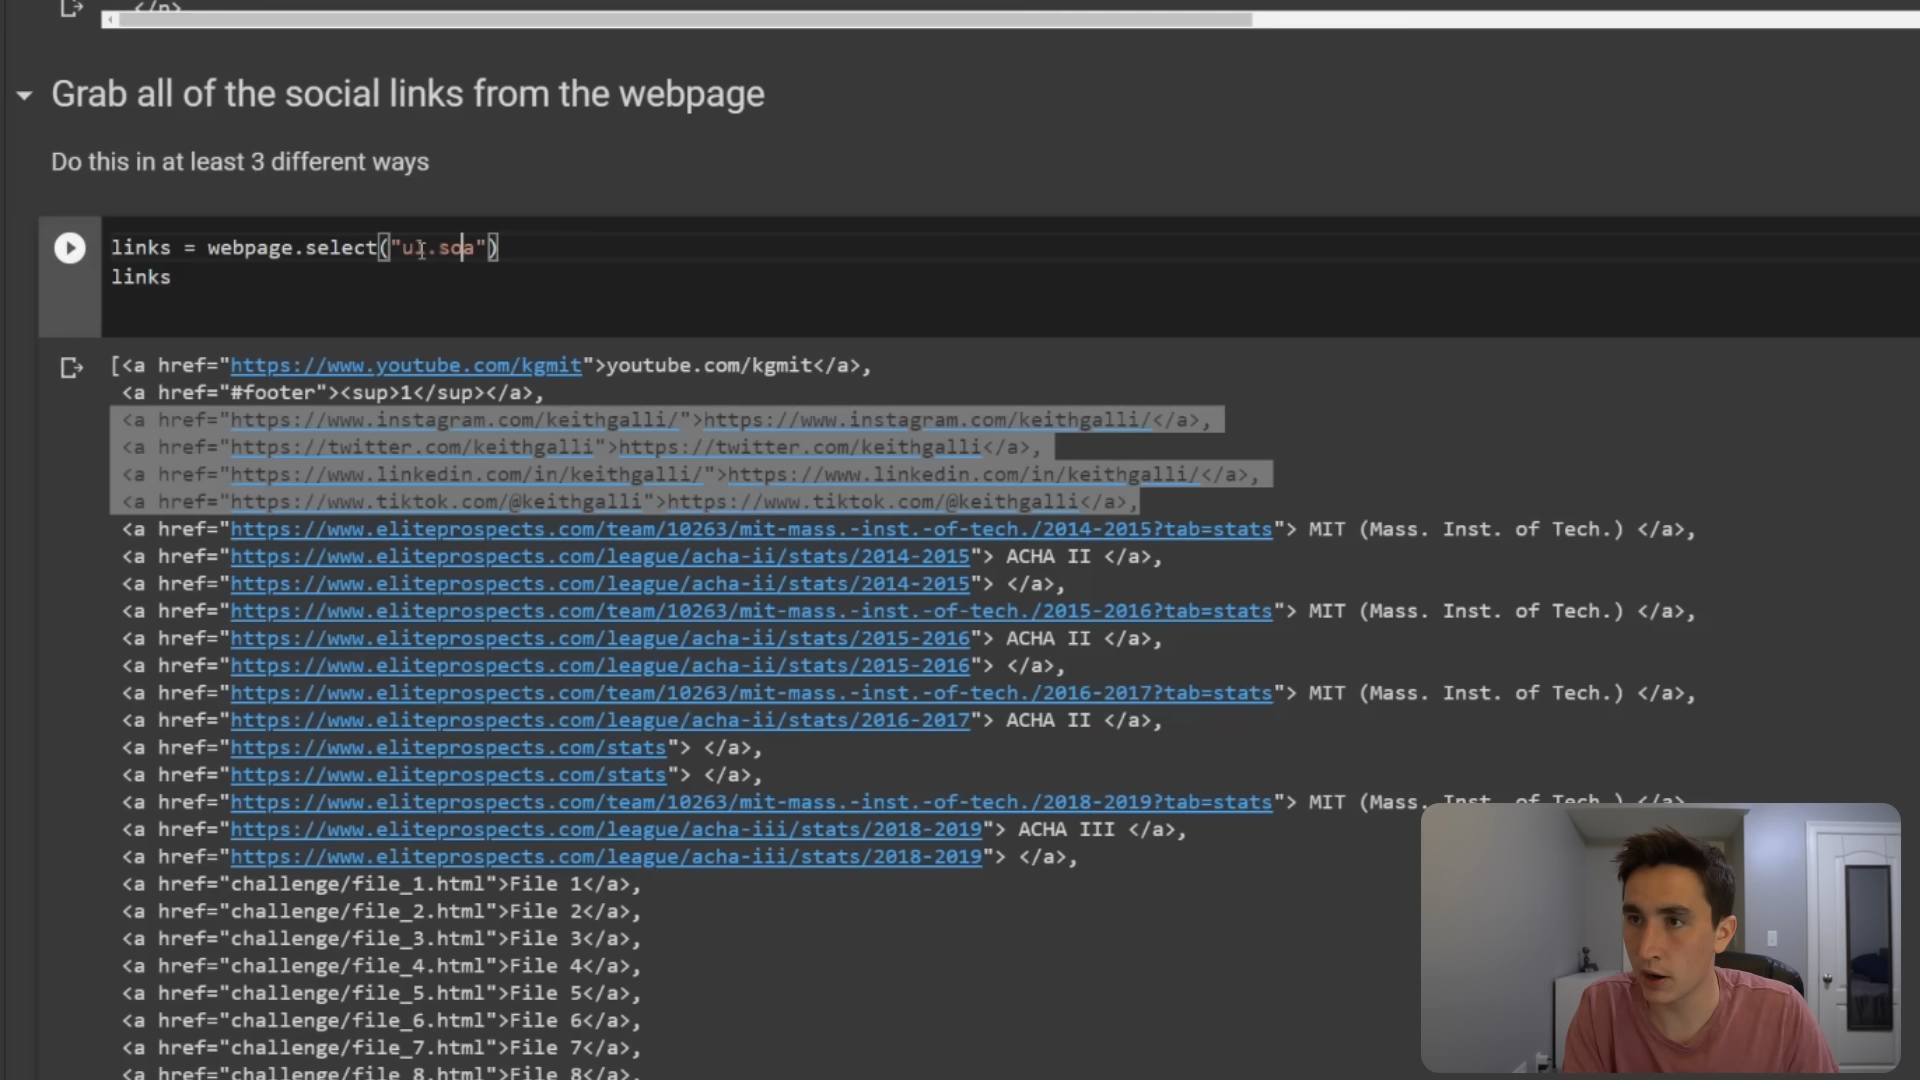 </p>
Grab all of the social links from the webpage
Do this in at least 3 different ways
links = webpage.select("ul.soa")
links
[<a href="https://www.youtube.com/kgmit">youtube.com/kgmit</a>,
<a href="#footer"><sup>1</sup></a>,
<a href="https://www.instagram.com/keithgalli/">https://www.instagram.com/keithgalli/</a>,
<a href="https://twitter.com/keithgalli">https://twitter.com/keithgalli</a>,
<a href="https://www.linkedin.com/in/keithgalli/">https://www.linkedin.com/in/keithgalli/</a>,
<a href="https://www.tiktok.com/@keithgalli">https://www.tiktok.com/@keithgalli</a>,
<a href="https://www.eliteprospects.com/team/10263/mit-mass.-inst.-of-tech./2014-2015?tab=stats"> MIT (Mass. Inst. of Tech.) </a>,
<a href="https://www.eliteprospects.com/league/acha-ii/stats/2014-2015"> ACHA II </a>,
<a href="https://www.eliteprospects.com/league/acha-ii/stats/2014-2015"> </a>,
<a href="https://www.eliteprospects.com/team/10263/mit-mass.-inst.-of-tech./2015-2016?tab=stats"> MIT (Mass. Inst. of Tech.) </a>,
<a href="https://www.eliteprospects.com/league/acha-ii/stats/2015-2016"> ACHA II </a>,
<a href="https://www.eliteprospects.com/league/acha-ii/stats/2015-2016"> </a>,
<a href="https://www.eliteprospects.com/team/10263/mit-mass.-inst.-of-tech./2016-2017?tab=stats"> MIT (Mass. Inst. of Tech.) </a>,
<a href="https://www.eliteprospects.com/league/acha-ii/stats/2016-2017"> ACHA II </a>,
<a href="https://www.eliteprospects.com/stats"> </a>,
<a href="https://www.eliteprospects.com/stats"> </a>,
<a href="https://www.eliteprospects.com/team/10263/mit-mass.-inst.-of-tech./2018-2019?tab=stats"> MIT (Mass. Inst. of Tech.) </a>,
<a href="https://www.eliteprospects.com/league/acha-iii/stats/2018-2019"> ACHA III </a>,
<a href="https://www.eliteprospects.com/league/acha-iii/stats/2018-2019"> </a>,
<a href="challenge/file_1.html">File 1</a>,
<a href="challenge/file_2.html">File 2</a>,
<a href="challenge/file_3.html">File 3</a>,
<a href="challenge/file_4.html">File 4</a>,
<a href="challenge/file_5.html">File 5</a>,
<a href="challenge/file_6.html">File 6</a>,
<a href="challenge/file_7.html">File 7</a>,
<a href="challenge/file_8.html">File 8</a>,